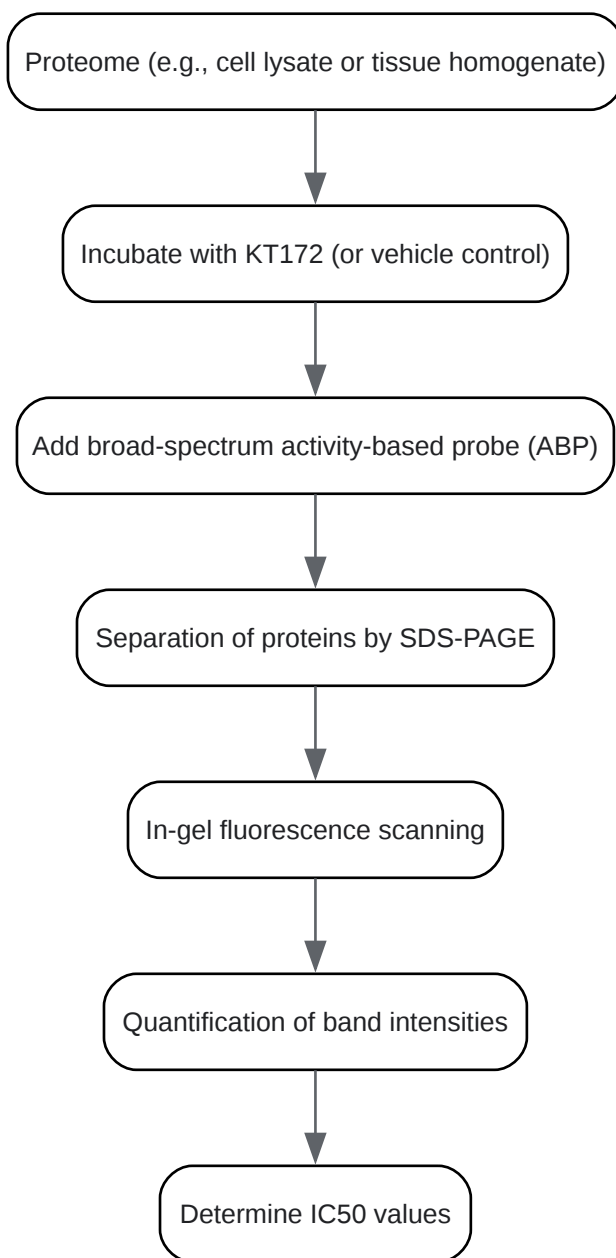 Proteome (e.g., cell lysate or tissue homogenate)
Incubate with KT172 (or vehicle control)
Add broad-spectrum activity-based probe (ABP)
Separation of proteins by SDS-PAGE
In-gel fluorescence scanning
Quantification of band intensities
Determine IC50 values